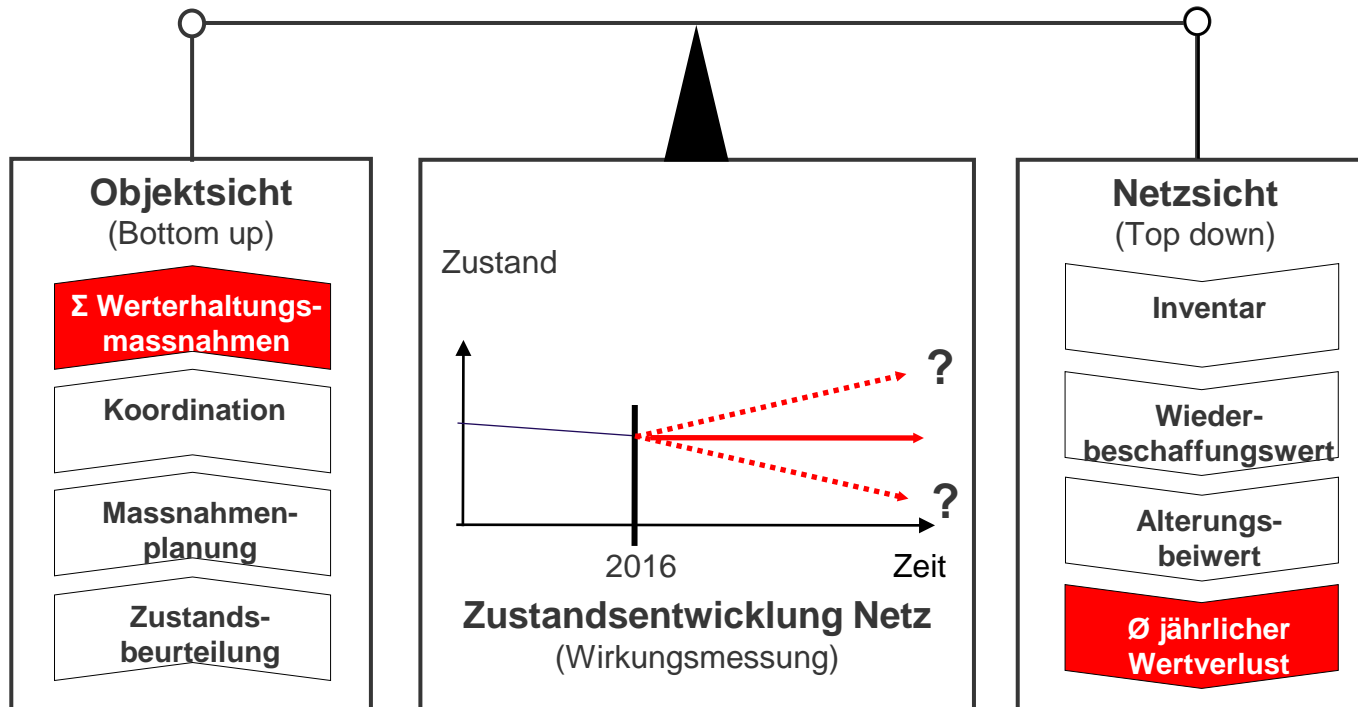 Objektsicht
(Bottom up)
Σ Werterhaltungs-
massnahmen
Koordination
Massnahmen-
planung
Zustands-
beurteilung
Zustand
?
?
2016
Zeit
Zustandsentwicklung Netz
(Wirkungsmessung)
Netzsicht
(Top down)
Inventar
Wieder-
beschaffungswert
Alterungs-
beiwert
Ø jährlicher
Wertverlust